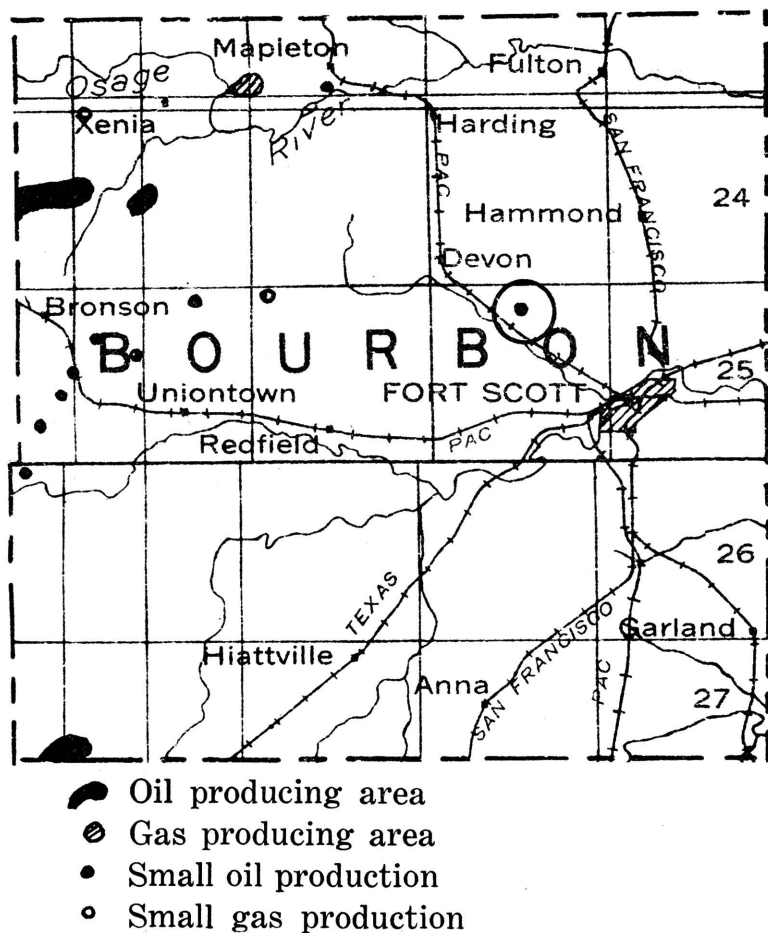 Mapleton
Fulton
Osage
Xenia
River
Harding
PAC
SAN FRANCISCO
24
Hammond
Devon
Bronson
BOURBON
25
Uniontown
FORT SCOTT
Redfield
PAC
26
TEXAS
SAN FRANCISCO
Garland
Hiattville
Anna
PAC
27
Oil producing area
Gas producing area
Small oil production
Small gas production